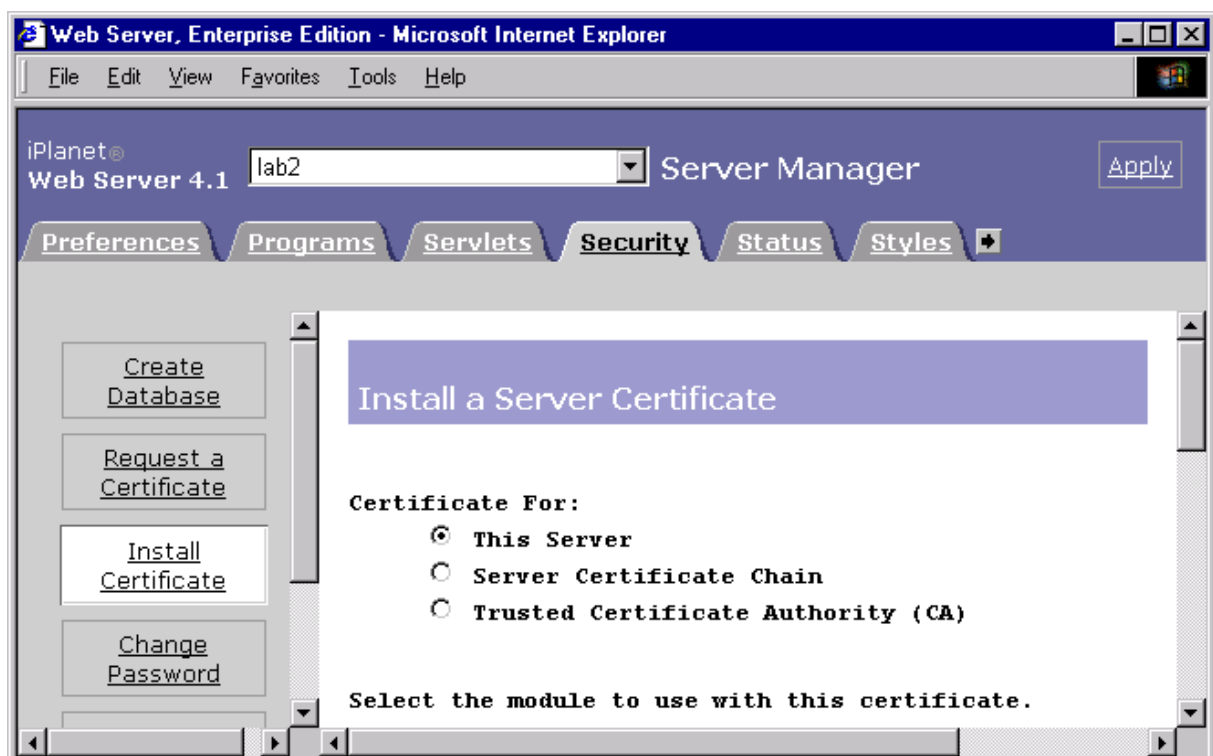 Web Server, Enterprise Edition - Microsoft Internet Explorer
File Edit View Favorites Tools Help
iPlanet®
Web Server 4.1 lab2 Server Manager Apply
Preferences Programs Servlets Security Status Styles
Create
Database
Request a
Certificate
Install
Certificate
Change
Password
Install a Server Certificate
Certificate For:
This Server
Server Certificate Chain
Trusted Certificate Authority (CA)
Select the module to use with this certificate.